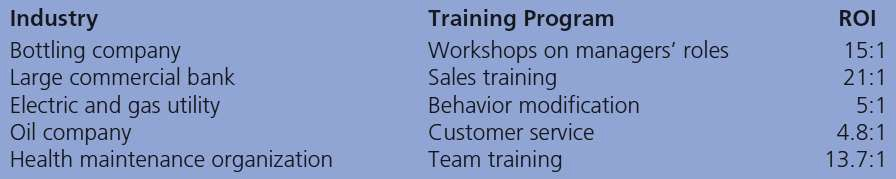 Industry Training Program ROI
Bottling company Workshops on managers’ roles 15:1
Large commercial bank Sales training 21:1
Electric and gas utility Behavior modification 5:1
Oil company Customer service 4.8:1
Health maintenance organization Team training 13.7:1